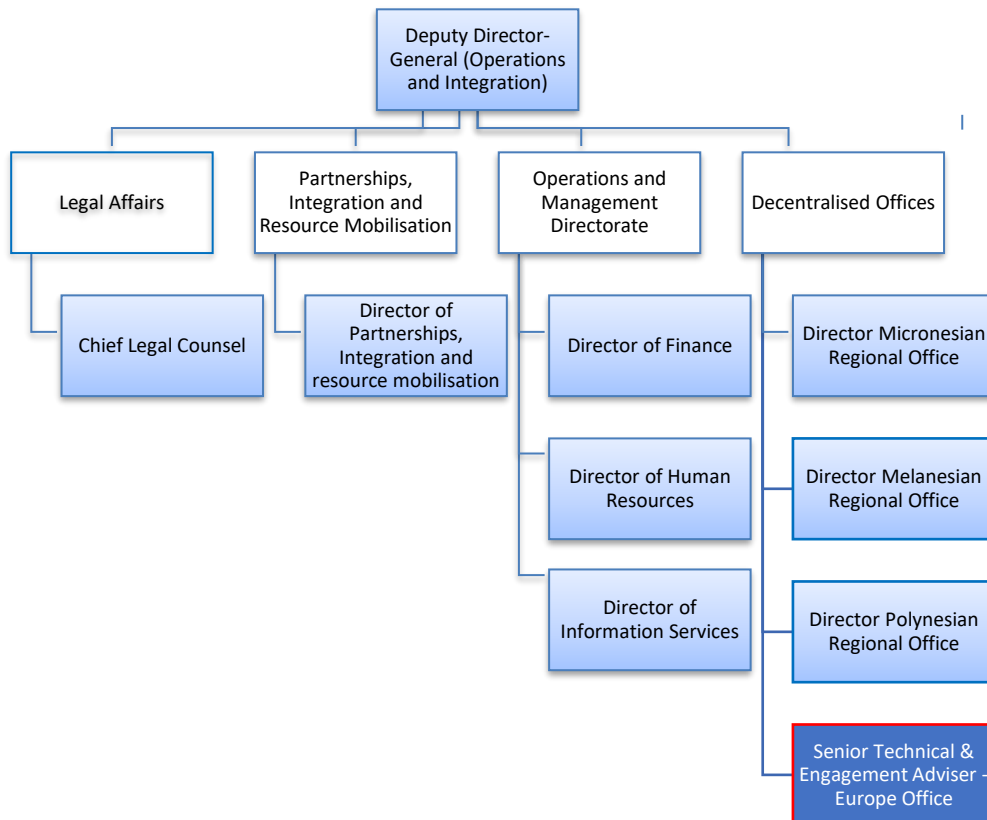 Deputy Director-
General (Operations
and Integration)
Legal Affairs
Partnerships,
Integration and
Resource Mobilisation
Operations and
Management
Directorate
Decentralised Offices
Chief Legal Counsel
Director of
Partnerships,
Integration and
resource mobilisation
Director of Finance
Director Micronesian
Regional Office
Director of Human
Resources
Director Melanesian
Regional Office
Director of
Information Services
Director Polynesian
Regional Office
Senior Technical &
Engagement Adviser -
Europe Office